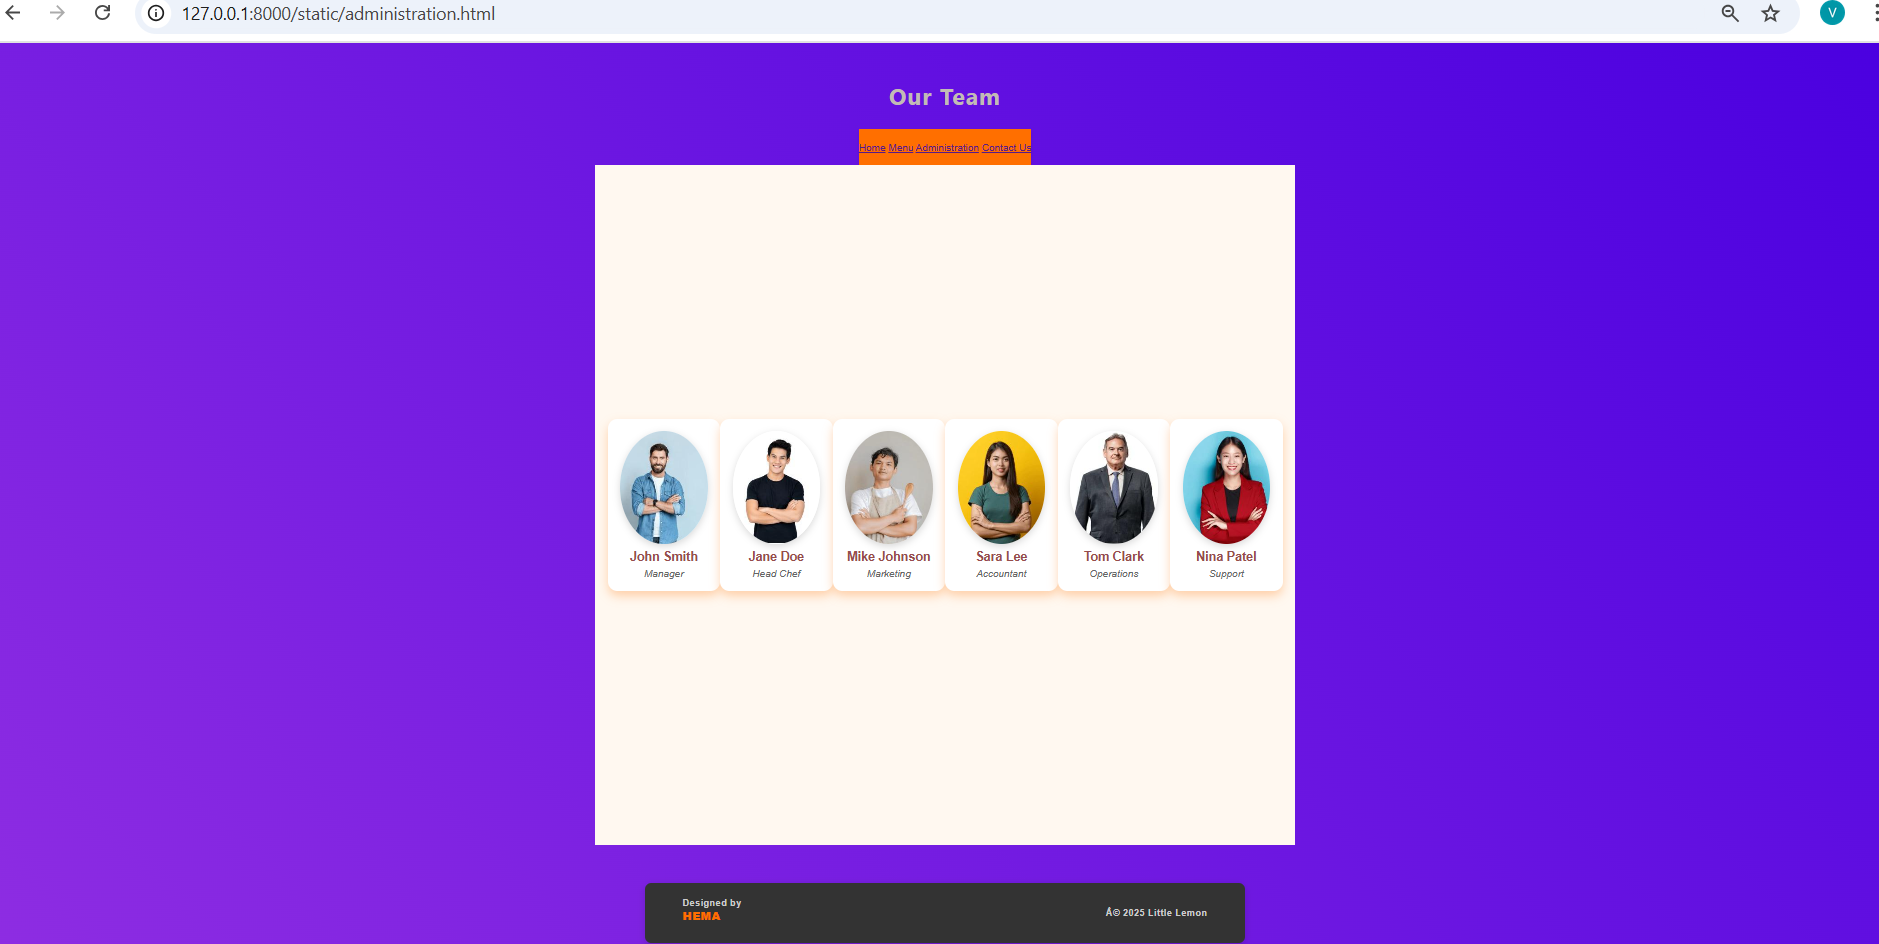 127.0.0.1:8000/static/administration.html
V
Our Team
Home Menu Administration Contact Us
John Smith Jane Doe Mike Johnson Sara Lee Tom Clark Nina Patel
Manager Head Chef Marketing Accountant Operations Support
Designed by
HEMA
© 2025 Little Lemon